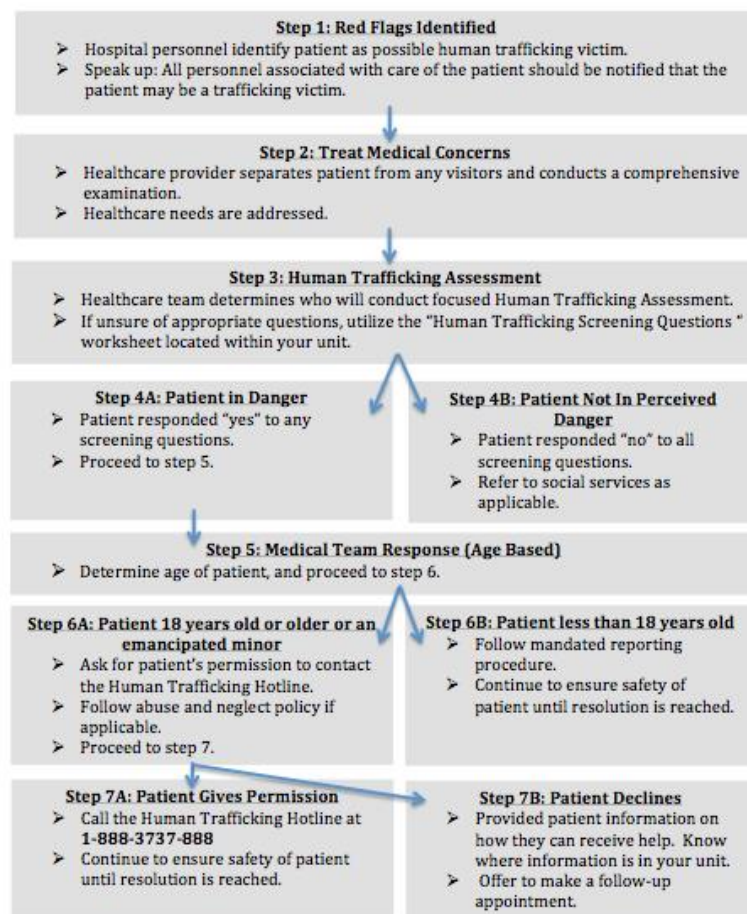 Step 1: Red Flags Identified
➤ Hospital personnel identify patient as possible human trafficking victim.
➤ Speak up: All personnel associated with care of the patient should be notified that the
patient may be a trafficking victim.
Step 2: Treat Medical Concerns
➤ Healthcare provider separates patient from any visitors and conducts a comprehensive
examination.
➤ Healthcare needs are addressed.
Step 3: Human Trafficking Assessment
➤ Healthcare team determines who will conduct focused Human Trafficking Assessment.
➤ If unsure of appropriate questions, utilize the "Human Trafficking Screening Questions "
worksheet located within your unit.
Step 4A: Patient in Danger
➤ Patient responded "yes" to any
screening questions.
➤ Proceed to step 5.
Step 4B: Patient Not In Perceived
Danger
➤ Patient responded "no" to all
screening questions.
➤ Refer to social services as
applicable.
Step 5: Medical Team Response (Age Based)
➤ Determine age of patient, and proceed to step 6.
Step 6A: Patient 18 years old or older or an
emancipated minor
➤ Ask for patient's permission to contact
the Human Trafficking Hotline.
➤ Follow abuse and neglect policy if
applicable.
➤ Proceed to step 7.
Step 6B: Patient less than 18 years old
➤ Follow mandated reporting
procedure.
➤ Continue to ensure safety of
patient until resolution is reached.
Step 7A: Patient Gives Permission
➤ Call the Human Trafficking Hotline at
1-888-3737-888
➤ Continue to ensure safety of patient
until resolution is reached.
Step 7B: Patient Declines
➤ Provided patient information on
how they can receive help. Know
where information is in your unit.
➤ Offer to make a follow-up
appointment.